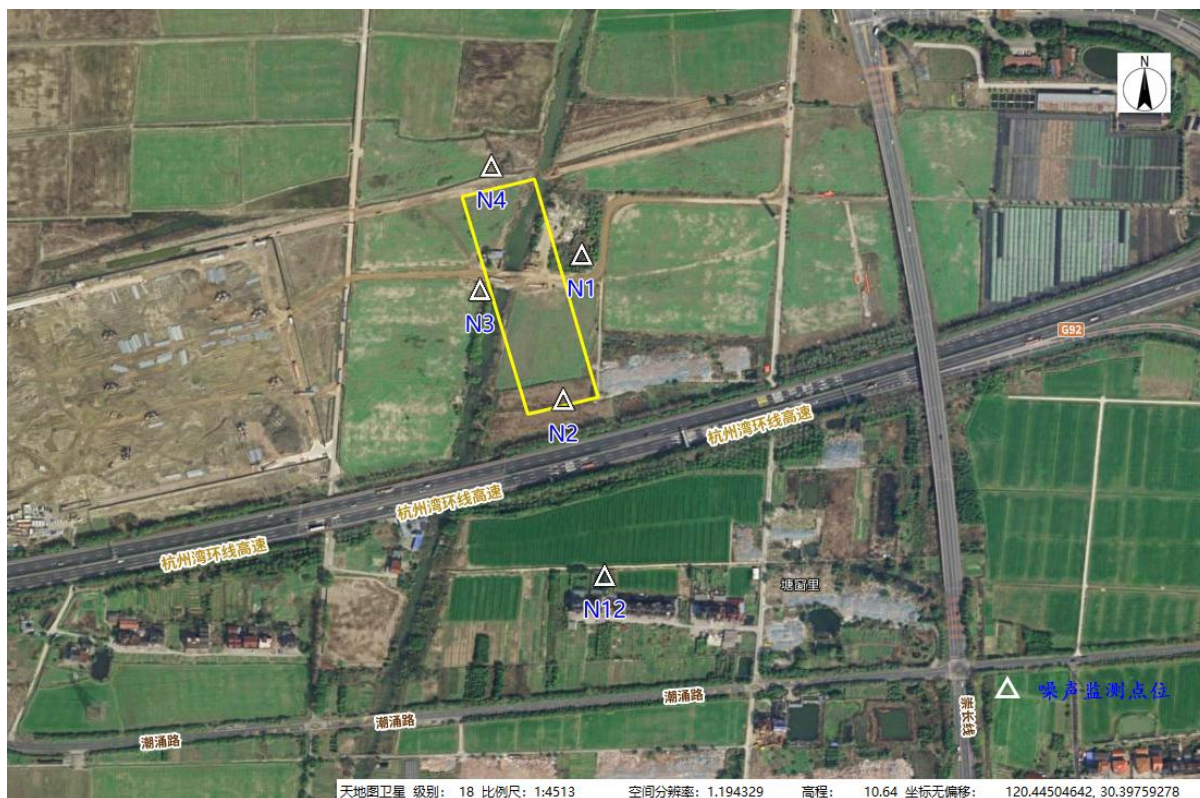 N
N4
N1
N3
G92
N2
杭州湾环线高速
杭州湾环线高速
杭州湾环线高速
塘窗里
N12
噪声监测点位
潮涌路
潮涌路
潮涌路
崇长线
天地图卫星 级别： 18 比例尺：1:4513 空间分辨率：1.194329 高程： 10.64 坐标无偏移： 120.44504642, 30.39759278